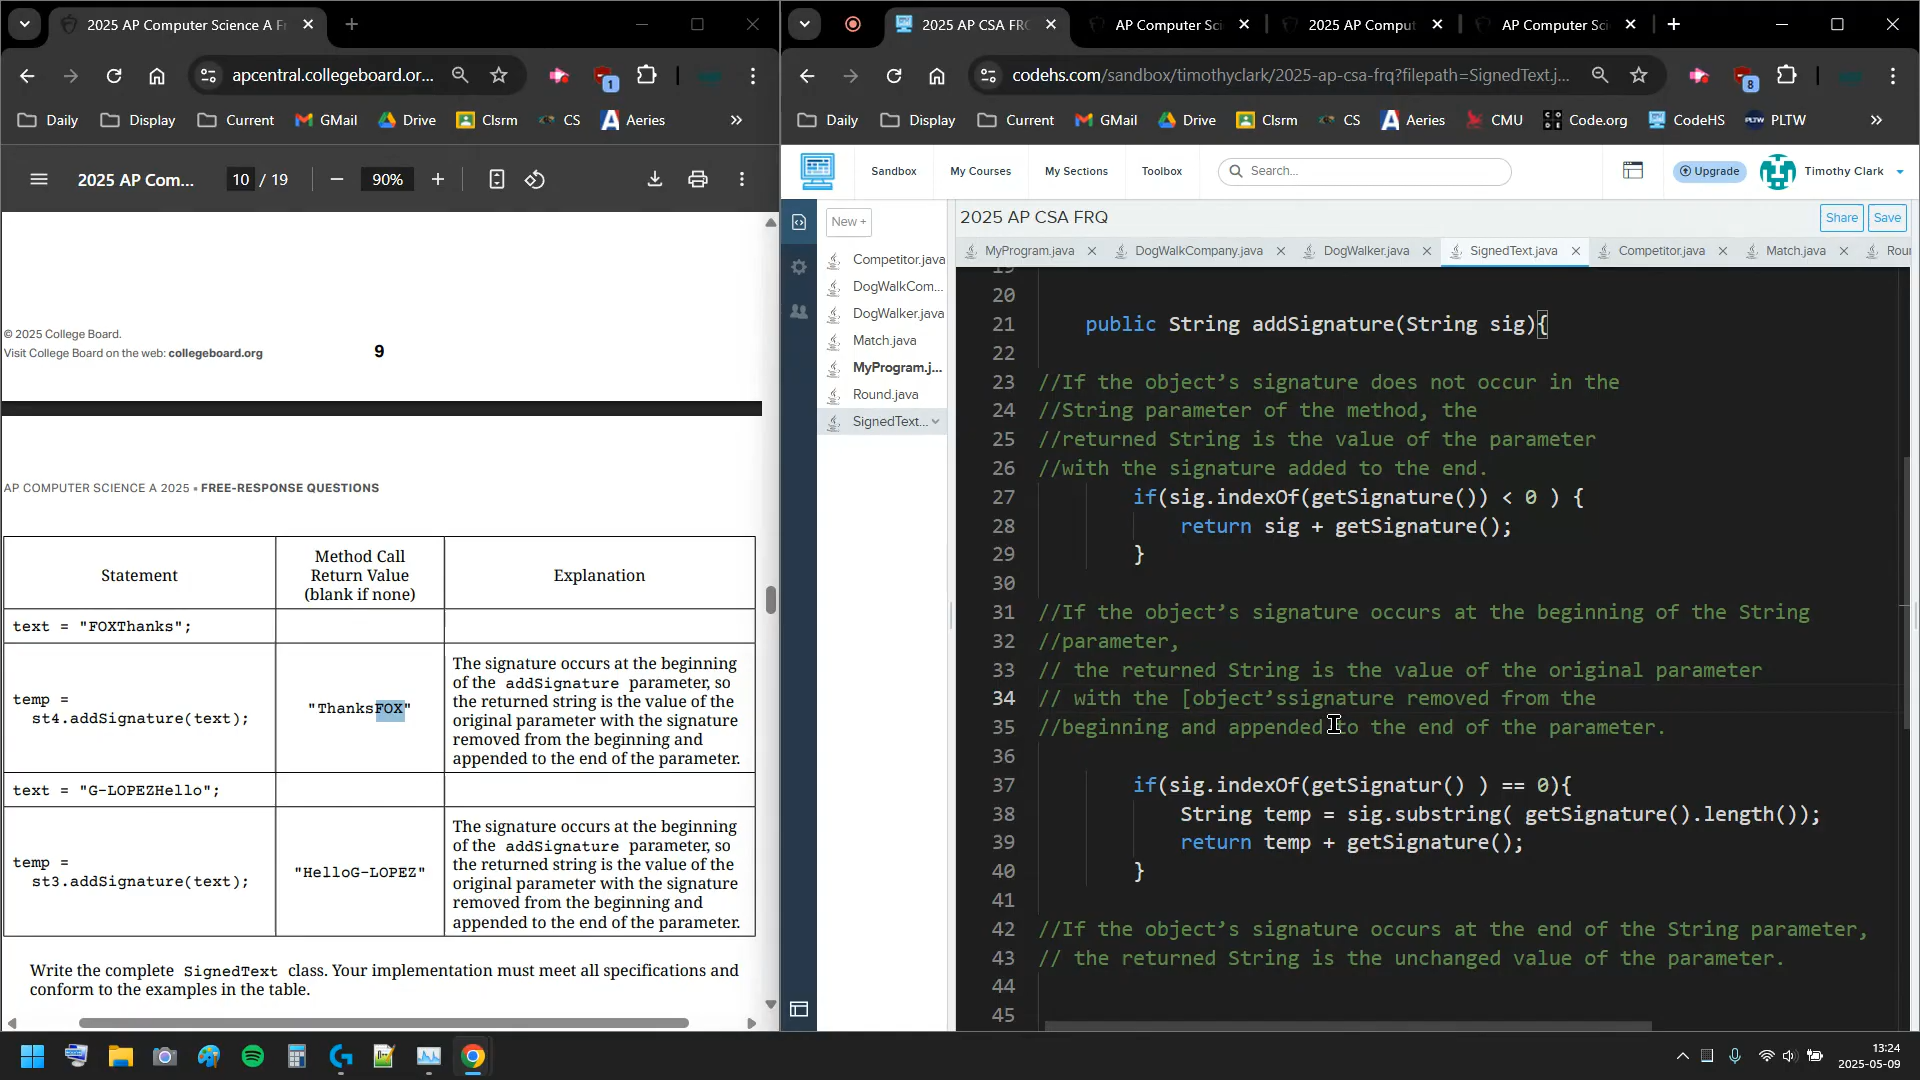 2025 AP Computer Science A F
2025 AP CSA FRQ
AP Computer Sci
2025 AP Comput
AP Computer Sci
apcentral.collegeboard.or...
1
codehs.com/sandbox/timothyclark/2025-ap-csa-frq?filepath=SignedText.j...
8
Daily
Display
Current
GMail
Drive
Clsrm
CS
Aeries
»
Daily
Display
Current
GMail
Drive
Clsrm
CS
Aeries
CMU
Code.org
CodeHS
PLTW
»
2025 AP Com...
10 / 19
90%
Sandbox
My Courses
My Sections
Toolbox
Search...
Upgrade
Timothy Clark
New +
2025 AP CSA FRQ
Share
Save
MyProgram.java
DogWalkCompany.java
DogWalker.java
SignedText.java
Competitor.java
Match.java
Rou
Competitor.java
DogWalkCom...
DogWalker.java
Match.java
MyProgram.j...
Round.java
SignedText...
© 2025 College Board.
Visit College Board on the web: collegeboard.org
9
AP COMPUTER SCIENCE A 2025 • FREE-RESPONSE QUESTIONS
Statement
Method Call
Return Value
(blank if none)
Explanation
text = "FOXThanks";
temp =
st4.addSignature(text);
"ThanksFOX"
The signature occurs at the beginning
of the addSignature parameter, so
the returned string is the value of the
original parameter with the signature
removed from the beginning and
appended to the end of the parameter.
text = "G-LOPEZHello";
temp =
st3.addSignature(text);
"HelloG-LOPEZ"
The signature occurs at the beginning
of the addSignature parameter, so
the returned string is the value of the
original parameter with the signature
removed from the beginning and
appended to the end of the parameter.
Write the complete SignedText class. Your implementation must meet all specifications and
conform to the examples in the table.
19
20
21 public String addSignature(String sig){
22
23 //If the object’s signature does not occur in the
24 //String parameter of the method, the
25 //returned String is the value of the parameter
26 //with the signature added to the end.
27 if(sig.indexOf(getSignature()) < 0 ) {
28 return sig + getSignature();
29 }
30
31 //If the object’s signature occurs at the beginning of the String
32 //parameter,
33 // the returned String is the value of the original parameter
34 // with the [object’ssignature removed from the
35 //beginning and appended to the end of the parameter.
36
37 if(sig.indexOf(getSignatur() ) == 0){
38 String temp = sig.substring( getSignature().length());
39 return temp + getSignature();
40 }
41
42 //If the object’s signature occurs at the end of the String parameter,
43 // the returned String is the unchanged value of the parameter.
44
45
13:24
2025-05-09